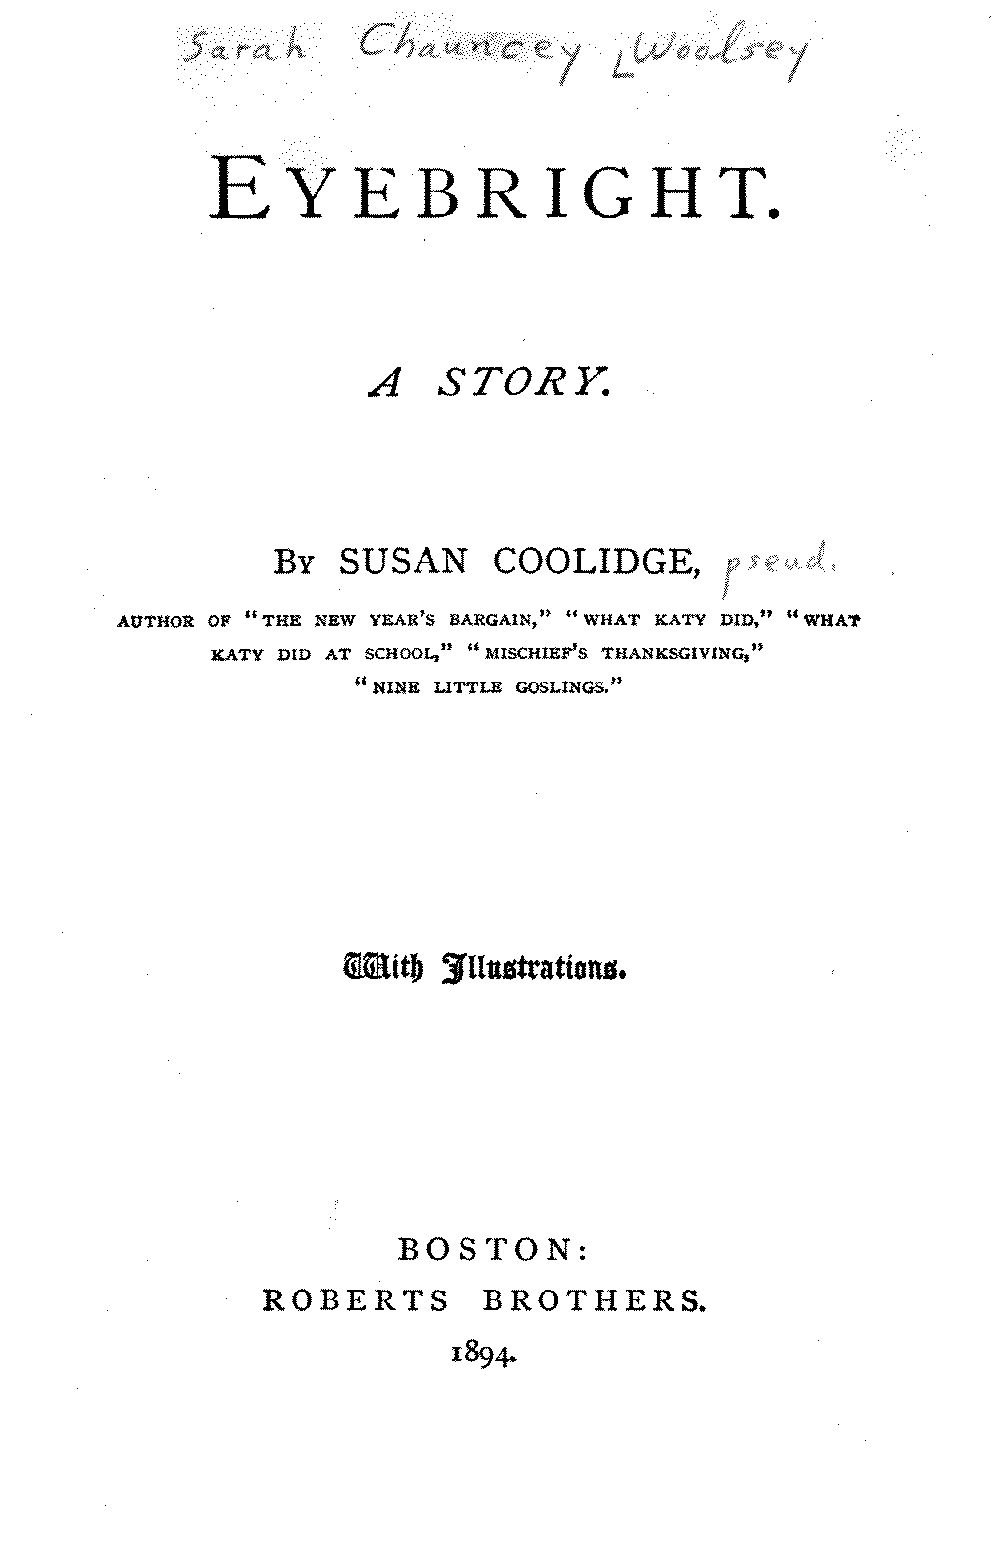 Sarah Chauncey Woolsey
EYEBRIGHT.
A STORY.
By SUSAN COOLIDGE, pseud.
AUTHOR OF “THE NEW YEAR'S BARGAIN,” “WHAT KATY DID,” “WHAT
KATY DID AT SCHOOL,” “MISCHIEF'S THANKSGIVING,”
“NINE LITTLE GOSLINGS.”
With Illustrations.
BOSTON:
ROBERTS BROTHERS.
1894.